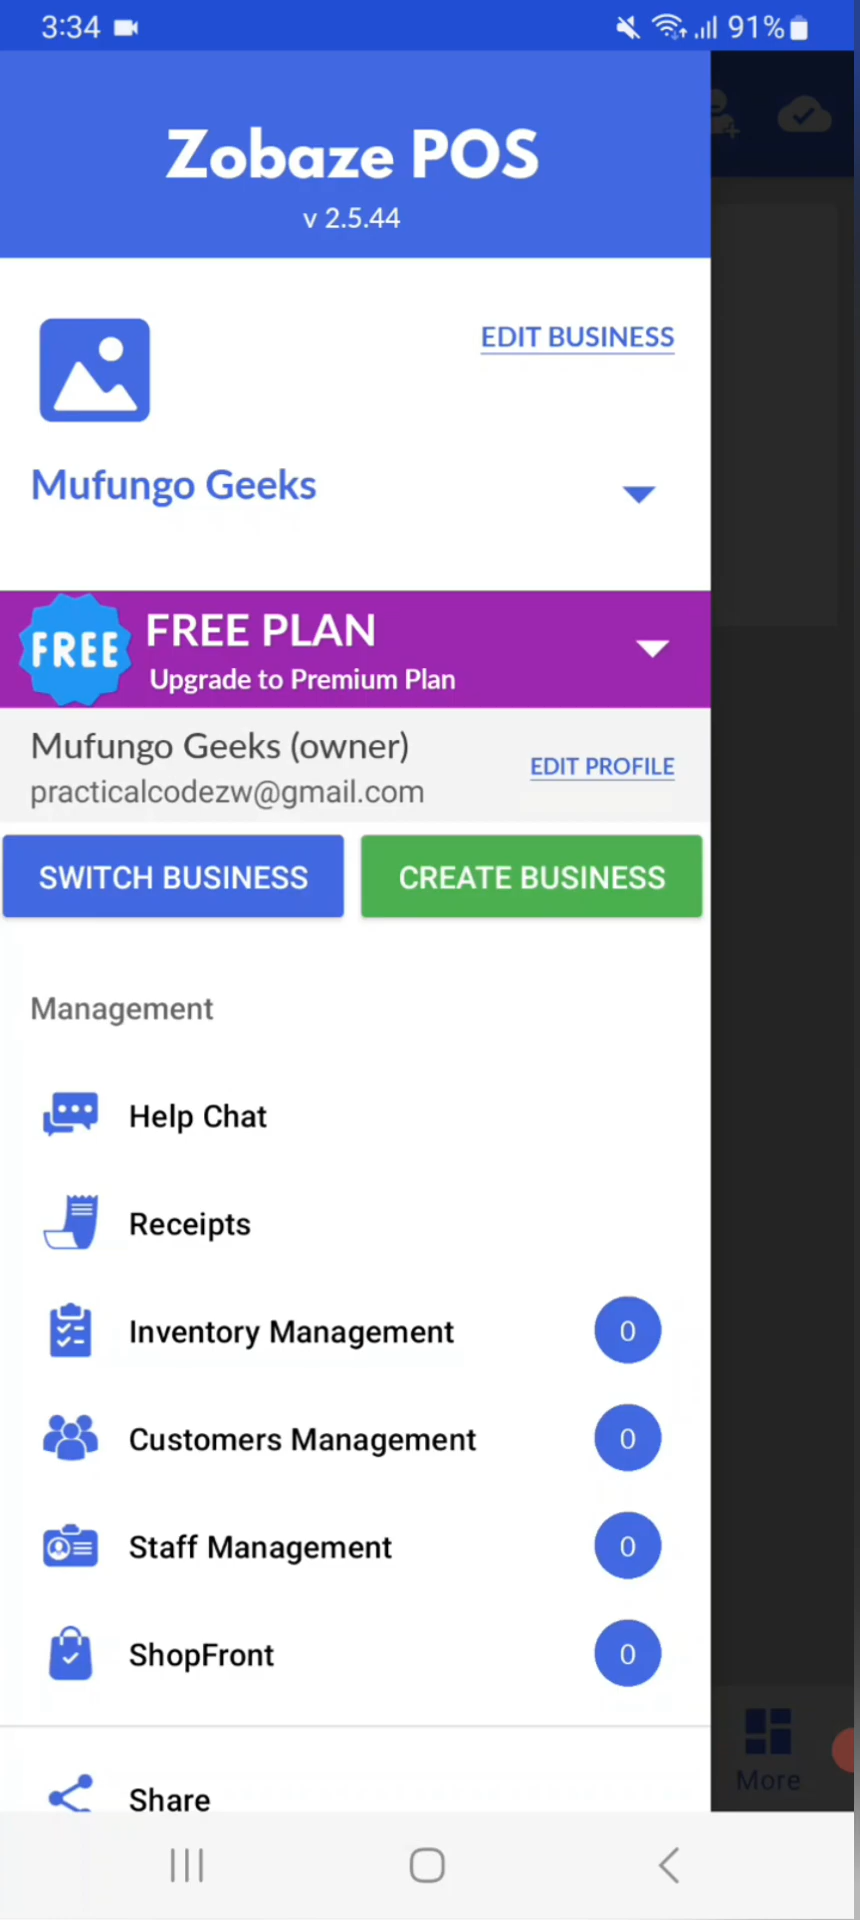 3:34
91%
Zobaze POS
v 2.5.44
EDIT BUSINESS
Mufungo Geeks
FREE
FREE PLAN
Upgrade to Premium Plan
Mufungo Geeks (owner)
practicalcodezw@gmail.com
EDIT PROFILE
SWITCH BUSINESS
CREATE BUSINESS
Management
Help Chat
Receipts
Inventory Management
0
Customers Management
0
Staff Management
0
ShopFront
0
Share
More